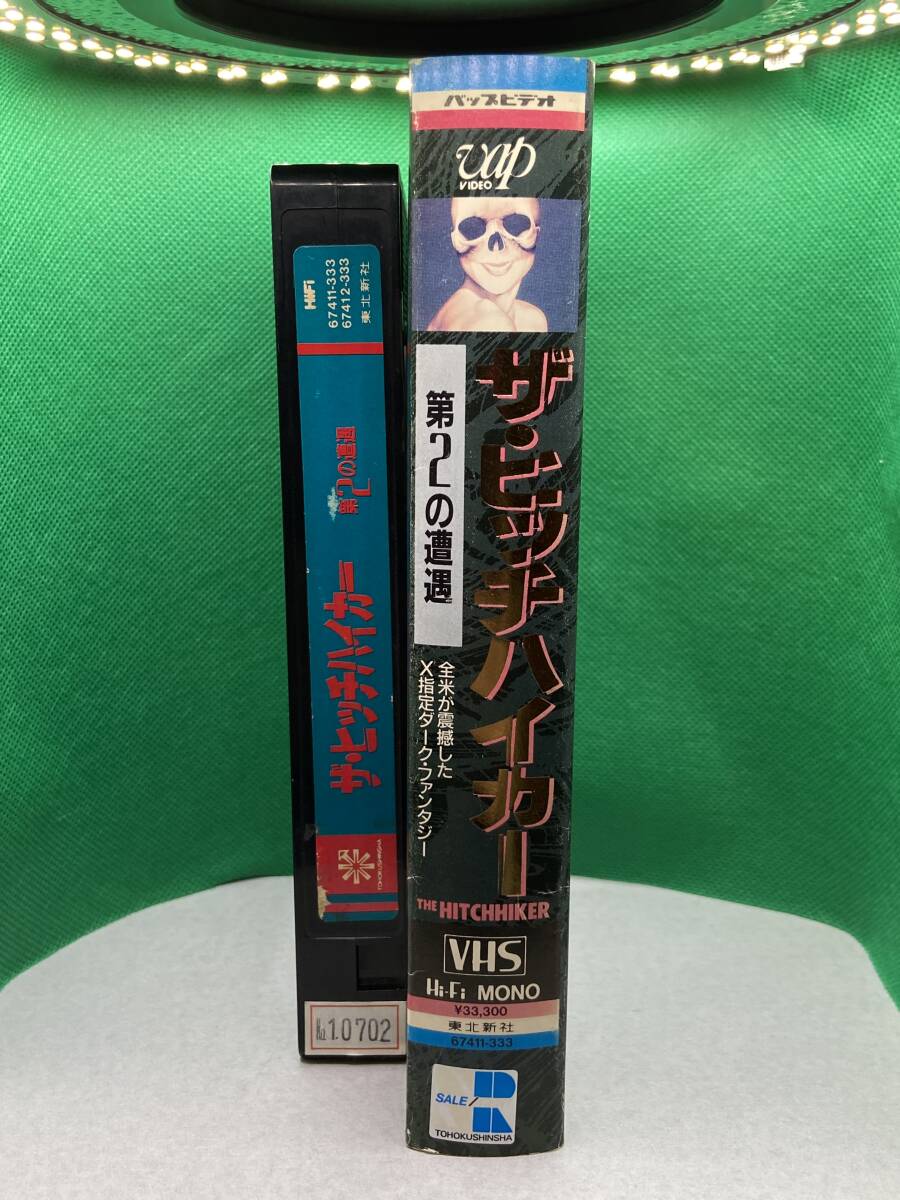 HiFi
67411-333
67412-333
東北新社
第2の遭遇
ザ・ヒッチハイカー
TOHOKUSHINSHA
№10702
バップビデオ
vap
VIDEO
ザ・ヒッチハイカー
第2の遭遇
全米が震撼した
X指定ダーク・ファンタジー
THE HITCHHIKER
VHS
Hi-Fi MONO
¥33,300
東北新社
67411-333
SALE/R
TOHOKUSHINSHA